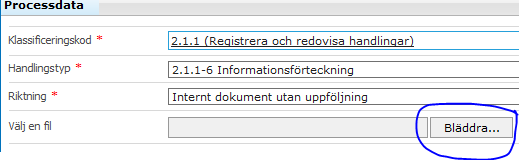 Processdata
Klassificeringskod * 2.1.1 (Registrera och redovisa handlingar)
Handlingstyp * 2.1.1-6 Informationsförteckning
Riktning * Internt dokument utan uppföljning
Välj en fil Bläddra...